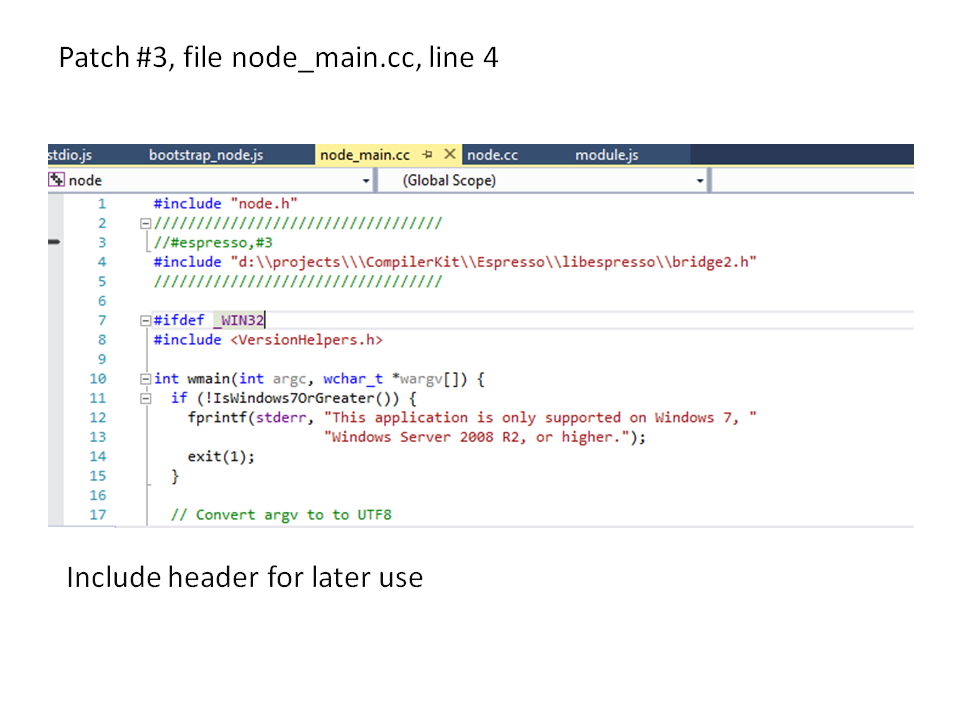 Patch #3, file node_main.cc, line 4
stdio.js bootstrap_node.js node_main.cc node.cc module.js
node (Global Scope)
1 #include "node.h"
2 //////////////////////////////////
3 //#espresso,#3
4 #include "d:\\projects\\\CompilerKit\\Espresso\\libespresso\\bridge2.h"
5 //////////////////////////////////
6
7 #ifdef _WIN32
8 #include <VersionHelpers.h>
9
10 int wmain(int argc, wchar_t *wargv[]) {
11 if (!IsWindows7OrGreater()) {
12 fprintf(stderr, "This application is only supported on Windows 7, "
13 "Windows Server 2008 R2, or higher.");
14 exit(1);
15 }
16
17 // Convert argv to to UTF8
Include header for later use